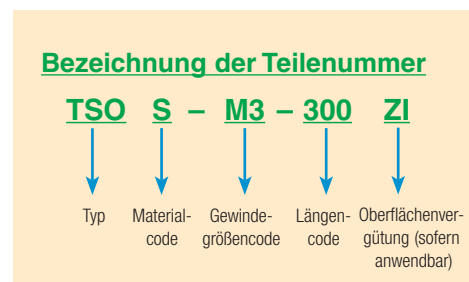 Bezeichnung der Teilenummer
TSO S – M3 – 300 ZI
Typ Material- Gewinde- Längen- Oberflächenver-
code größencode code gütung (sofern
anwendbar)